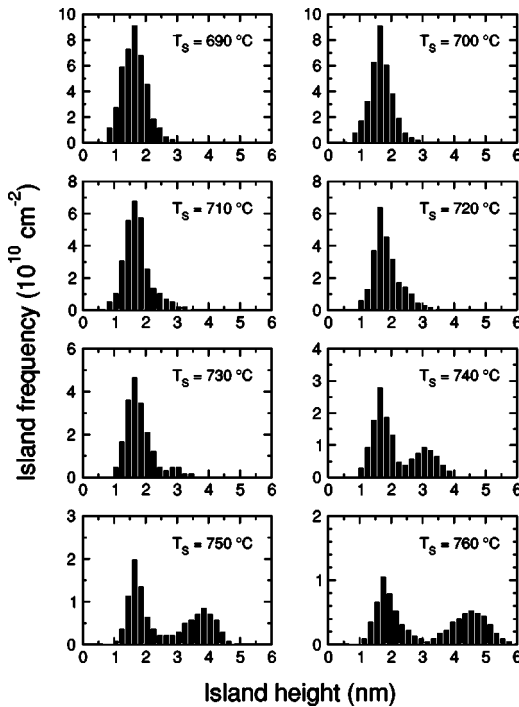 10
8
6
4
2
0
T_S = 690 °C
0 1 2 3 4 5 6
10
8
6
4
2
0
T_S = 700 °C
0 1 2 3 4 5 6
8
6
4
2
0
T_S = 710 °C
0 1 2 3 4 5 6
8
6
4
2
0
T_S = 720 °C
0 1 2 3 4 5 6
6
4
2
0
T_S = 730 °C
0 1 2 3 4 5 6
4
3
2
1
0
T_S = 740 °C
0 1 2 3 4 5 6
3
2
1
0
T_S = 750 °C
0 1 2 3 4 5 6
2
1
0
T_S = 760 °C
0 1 2 3 4 5 6
Island frequency (10^10 cm^-2)
Island height (nm)